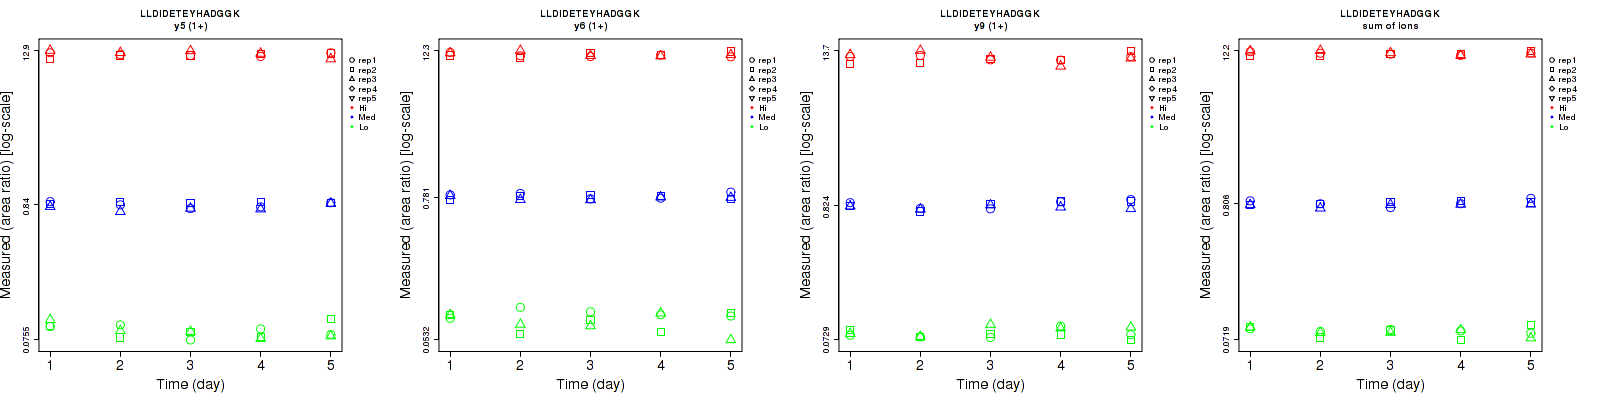 LLDIDETEYHADGGK
y5 (1+)
Measured (area ratio) [log-scale]
12.9
0.84
0.0755
1 2 3 4 5
Time (day)
rep1
rep2
rep3
rep4
rep5
Hi
Med
Lo
LLDIDETEYHADGGK
y6 (1+)
Measured (area ratio) [log-scale]
12.3
0.781
0.0532
1 2 3 4 5
Time (day)
rep1
rep2
rep3
rep4
rep5
Hi
Med
Lo
LLDIDETEYHADGGK
y9 (1+)
Measured (area ratio) [log-scale]
13.7
0.824
0.0729
1 2 3 4 5
Time (day)
rep1
rep2
rep3
rep4
rep5
Hi
Med
Lo
LLDIDETEYHADGGK
sum of ions
Measured (area ratio) [log-scale]
12.2
0.806
0.0719
1 2 3 4 5
Time (day)
rep1
rep2
rep3
rep4
rep5
Hi
Med
Lo